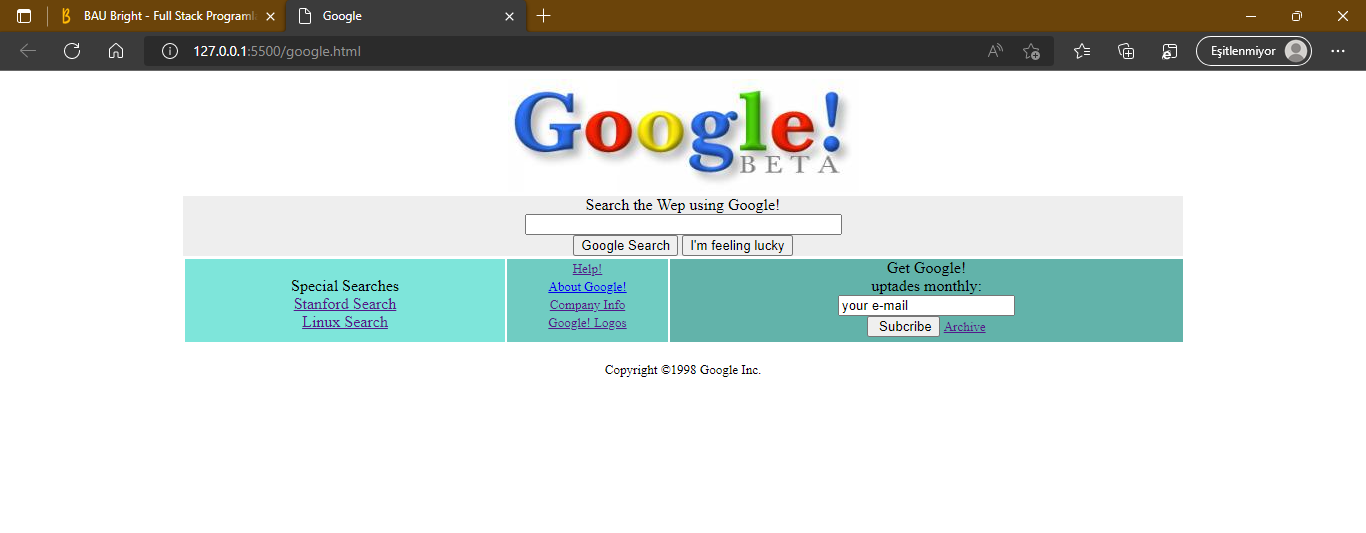 BAU Bright - Full Stack Programla
Google
127.0.0.1:5500/google.html
Eşitlenmiyor
Google!
BETA
Search the Wep using Google!
Google Search I'm feeling lucky
Special Searches
Stanford Search
Linux Search
Help!
About Google!
Company Info
Google! Logos
Get Google!
uptades monthly:
your e-mail
Subcribe Archive
Copyright ©1998 Google Inc.